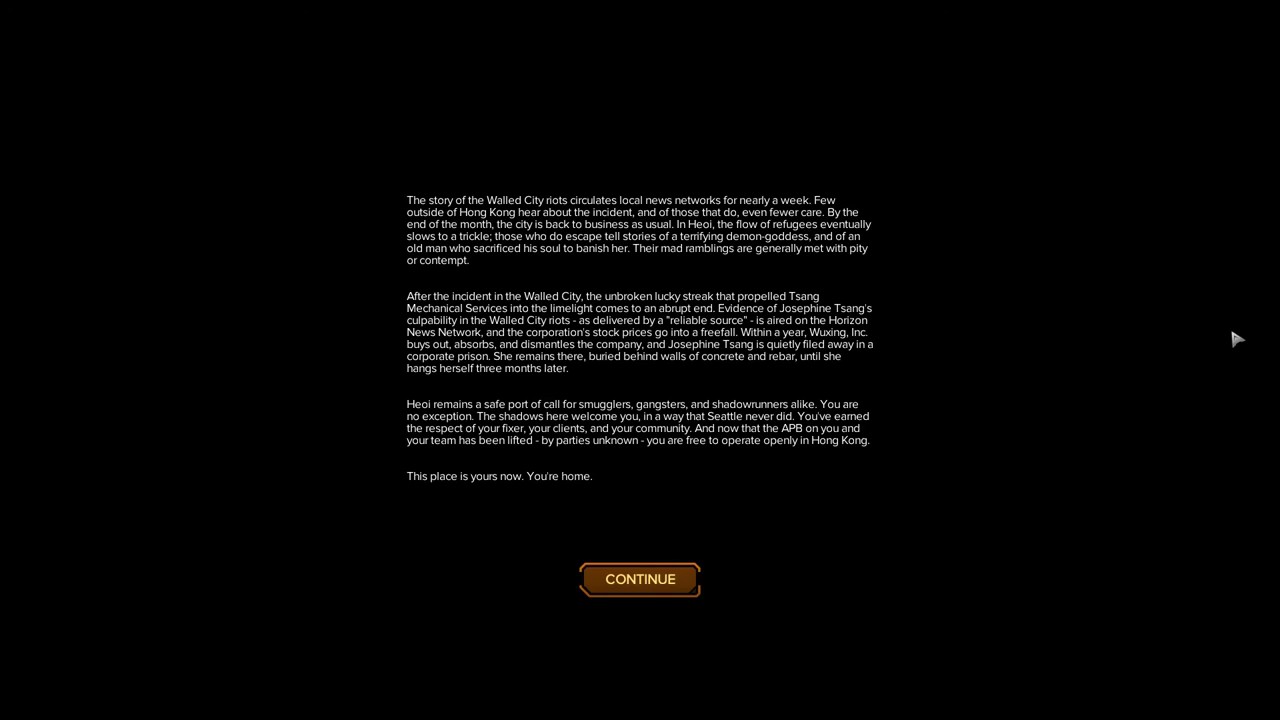 The story of the Walled City riots circulates local news networks for nearly a week. Few
outside of Hong Kong hear about the incident, and of those that do, even fewer care. By the
end of the month, the city is back to business as usual. In Heoi, the flow of refugees eventually
slows to a trickle; those who do escape tell stories of a terrifying demon-goddess, and of an
old man who sacrificed his soul to banish her. Their mad ramblings are generally met with pity
or contempt.
After the incident in the Walled City, the unbroken lucky streak that propelled Tsang
Mechanical Services into the limelight comes to an abrupt end. Evidence of Josephine Tsang's
culpability in the Walled City riots - as delivered by a "reliable source" - is aired on the Horizon
News Network, and the corporation's stock prices go into a freefall. Within a year, Wuxing, Inc.
buys out, absorbs, and dismantles the company, and Josephine Tsang is quietly filed away in a
corporate prison. She remains there, buried behind walls of concrete and rebar, until she
hangs herself three months later.
Heoi remains a safe port of call for smugglers, gangsters, and shadowrunners alike. You are
no exception. The shadows here welcome you, in a way that Seattle never did. You've earned
the respect of your fixer, your clients, and your community. And now that the APB on you and
your team has been lifted - by parties unknown - you are free to operate openly in Hong Kong.
This place is yours now. You're home.
CONTINUE